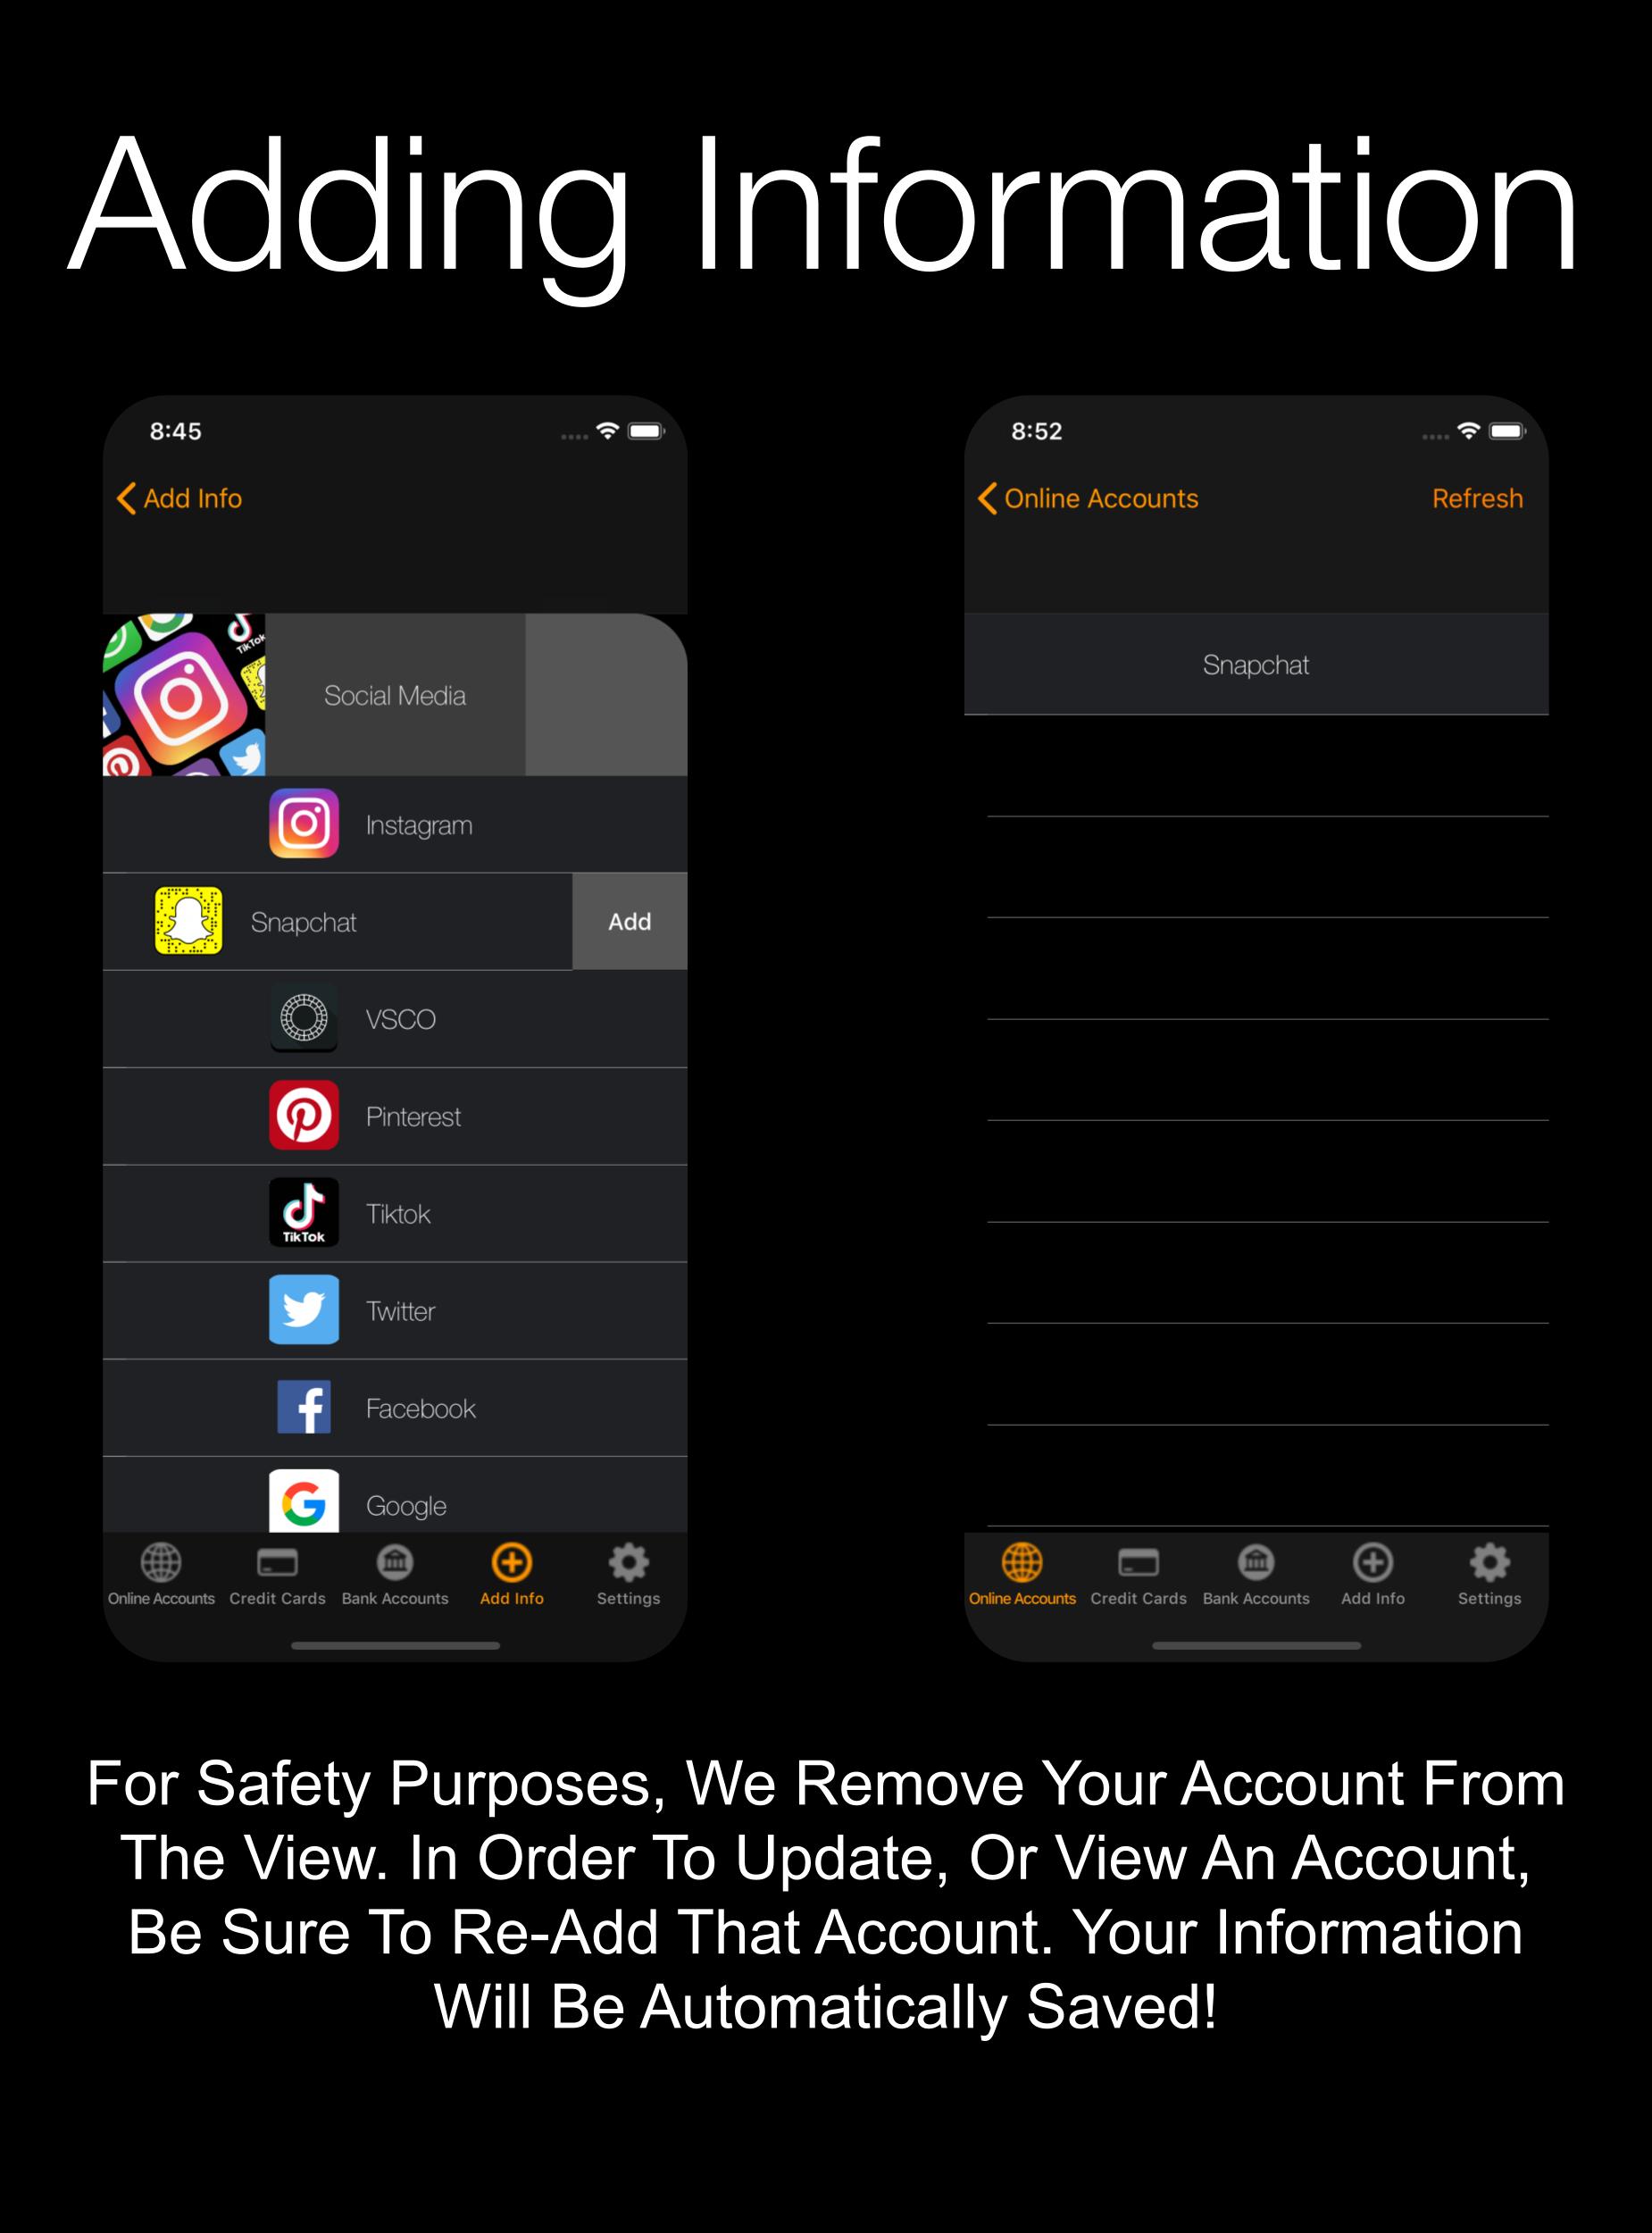 Adding Information
8:45
Add Info
TikTok
Social Media
Instagram
Snapchat
Add
VSCO
Pinterest
TikTok
Tiktok
Twitter
Facebook
Google
Online Accounts
Credit Cards
Bank Accounts
Add Info
Settings
8:52
Online Accounts
Refresh
Snapchat
Online Accounts
Credit Cards
Bank Accounts
Add Info
Settings
For Safety Purposes, We Remove Your Account From
The View. In Order To Update, Or View An Account,
Be Sure To Re-Add That Account. Your Information
Will Be Automatically Saved!